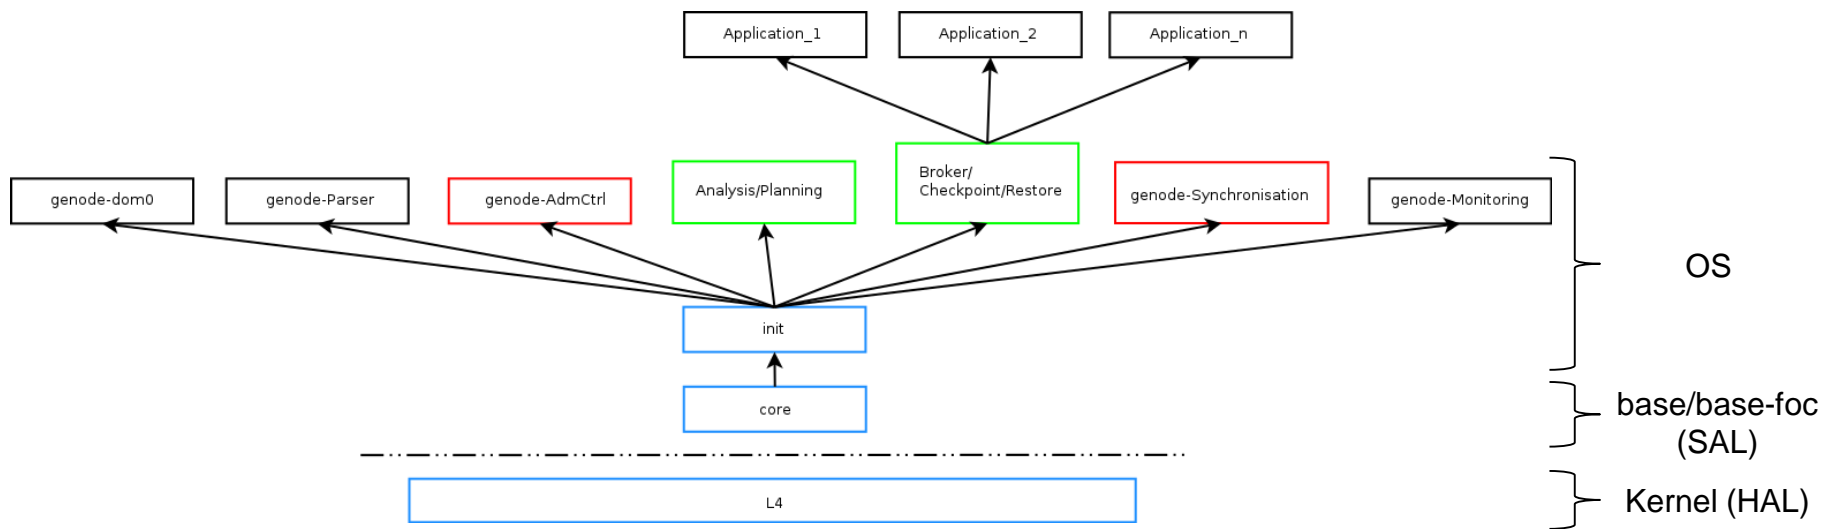 Application_1
Application_2
Application_n
genode-dom0
genode-Parser
genode-AdmCtrl
Analysis/Planning
Broker/
Checkpoint/Restore
genode-Synchronisation
genode-Monitoring
OS
init
core
base/base-foc
(SAL)
L4
Kernel (HAL)